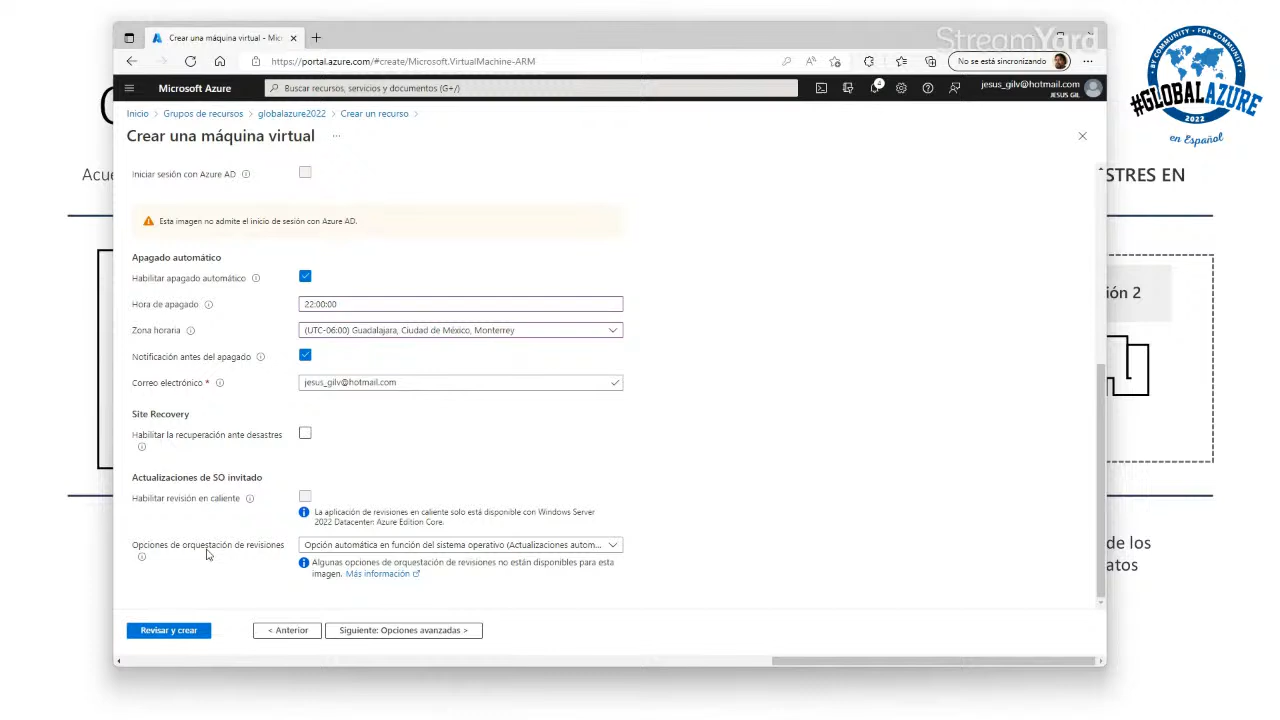 Crear una máquina virtual - Mic
StreamYard
https://portal.azure.com/#create/Microsoft.VirtualMachine-ARM
No se está sincronizando
Microsoft Azure
Buscar recursos, servicios y documentos (G+/)
4
jesus_gilv@hotmail.com
JESUS GIL
BY COMMUNITY · FOR COMMUNITY
#GLOBALAZURE
2022
en Español
Inicio > Grupos de recursos > globalazure2022 > Crear un recurso >
Crear una máquina virtual ...
Acue
STRES EN
Iniciar sesión con Azure AD
Esta imagen no admite el inicio de sesión con Azure AD.
Apagado automático
Habilitar apagado automático
Hora de apagado
22:00:00
Zona horaria
(UTC-06:00) Guadalajara, Ciudad de México, Monterrey
Notificación antes del apagado
Correo electrónico *
jesus_gilv@hotmail.com
ión 2
Site Recovery
Habilitar la recuperación ante desastres
Actualizaciones de SO invitado
Habilitar revisión en caliente
La aplicación de revisiones en caliente solo está disponible con Windows Server
2022 Datacenter: Azure Edition Core.
Opciones de orquestación de revisiones
Opción automática en función del sistema operativo (Actualizaciones autom...
Algunas opciones de orquestación de revisiones no están disponibles para esta
imagen. Más información
de los
atos
Revisar y crear
< Anterior
Siguiente: Opciones avanzadas >